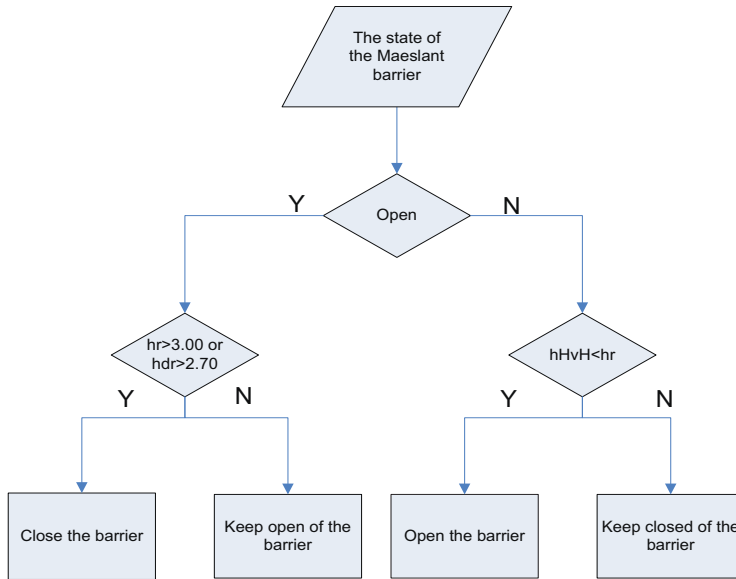 The state of
the Maeslant
barrier
Open
Y
N
hr>3.00 or
hdr>2.70
hHvH<hr
Y
N
Y
N
Close the barrier
Keep open of the
barrier
Open the barrier
Keep closed of the
barrier